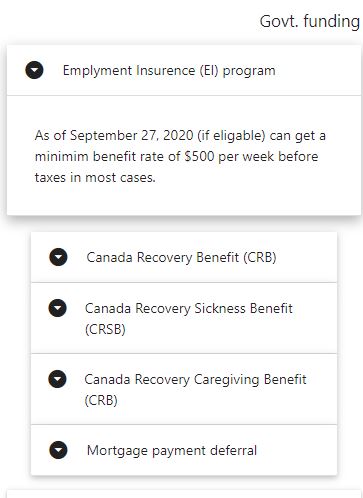 Govt. funding
Emplyment Insurence (EI) program
As of September 27, 2020 (if eligable) can get a
minimim benefit rate of $500 per week before
taxes in most cases.
Canada Recovery Benefit (CRB)
Canada Recovery Sickness Benefit
(CRSB)
Canada Recovery Caregiving Benefit
(CRB)
Mortgage payment deferral